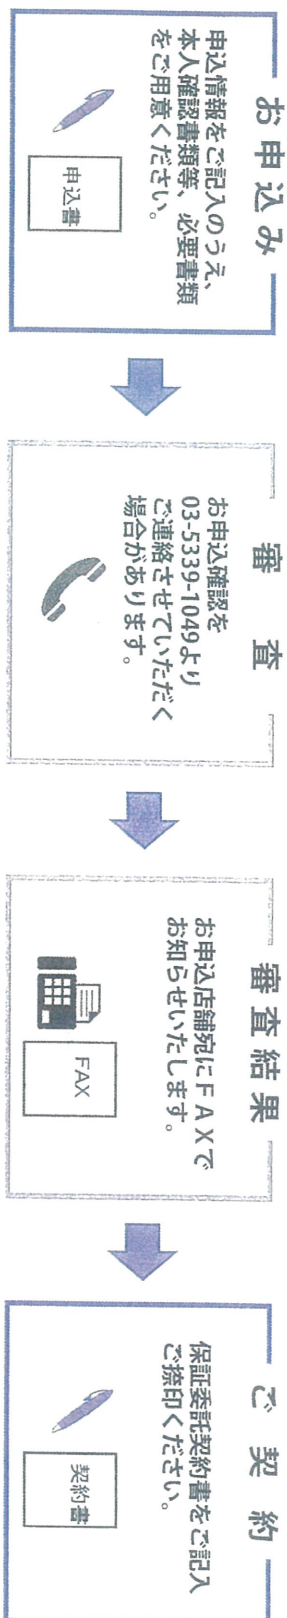 お申込み
申込情報をご記入のうえ、
本人確認書類等、必要書類
をご用意ください。
申込書
審査
お申込確認を
03-5339-1049より
ご連絡させていただく
場合があります。
審査結果
お申込店舗宛にＦＡＸで
お知らせいたします。
FAX
ご契約
保証委託契約書をご記入
ご捺印ください。
契約書